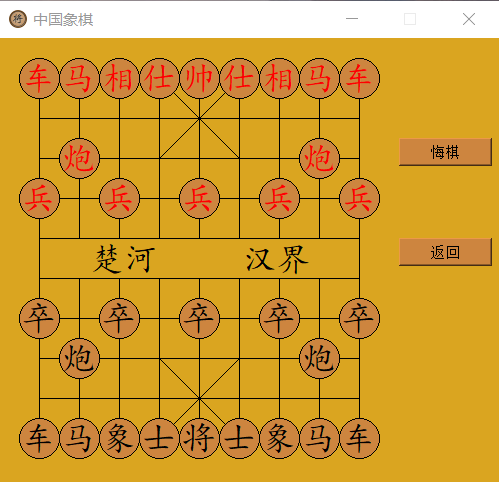 中国象棋
车马相仕帅仕相马车
炮 炮
悔棋
兵 兵 兵 兵 兵
楚河 汉界
返回
卒 卒 卒 卒 卒
炮 炮
车马象士将士象马车